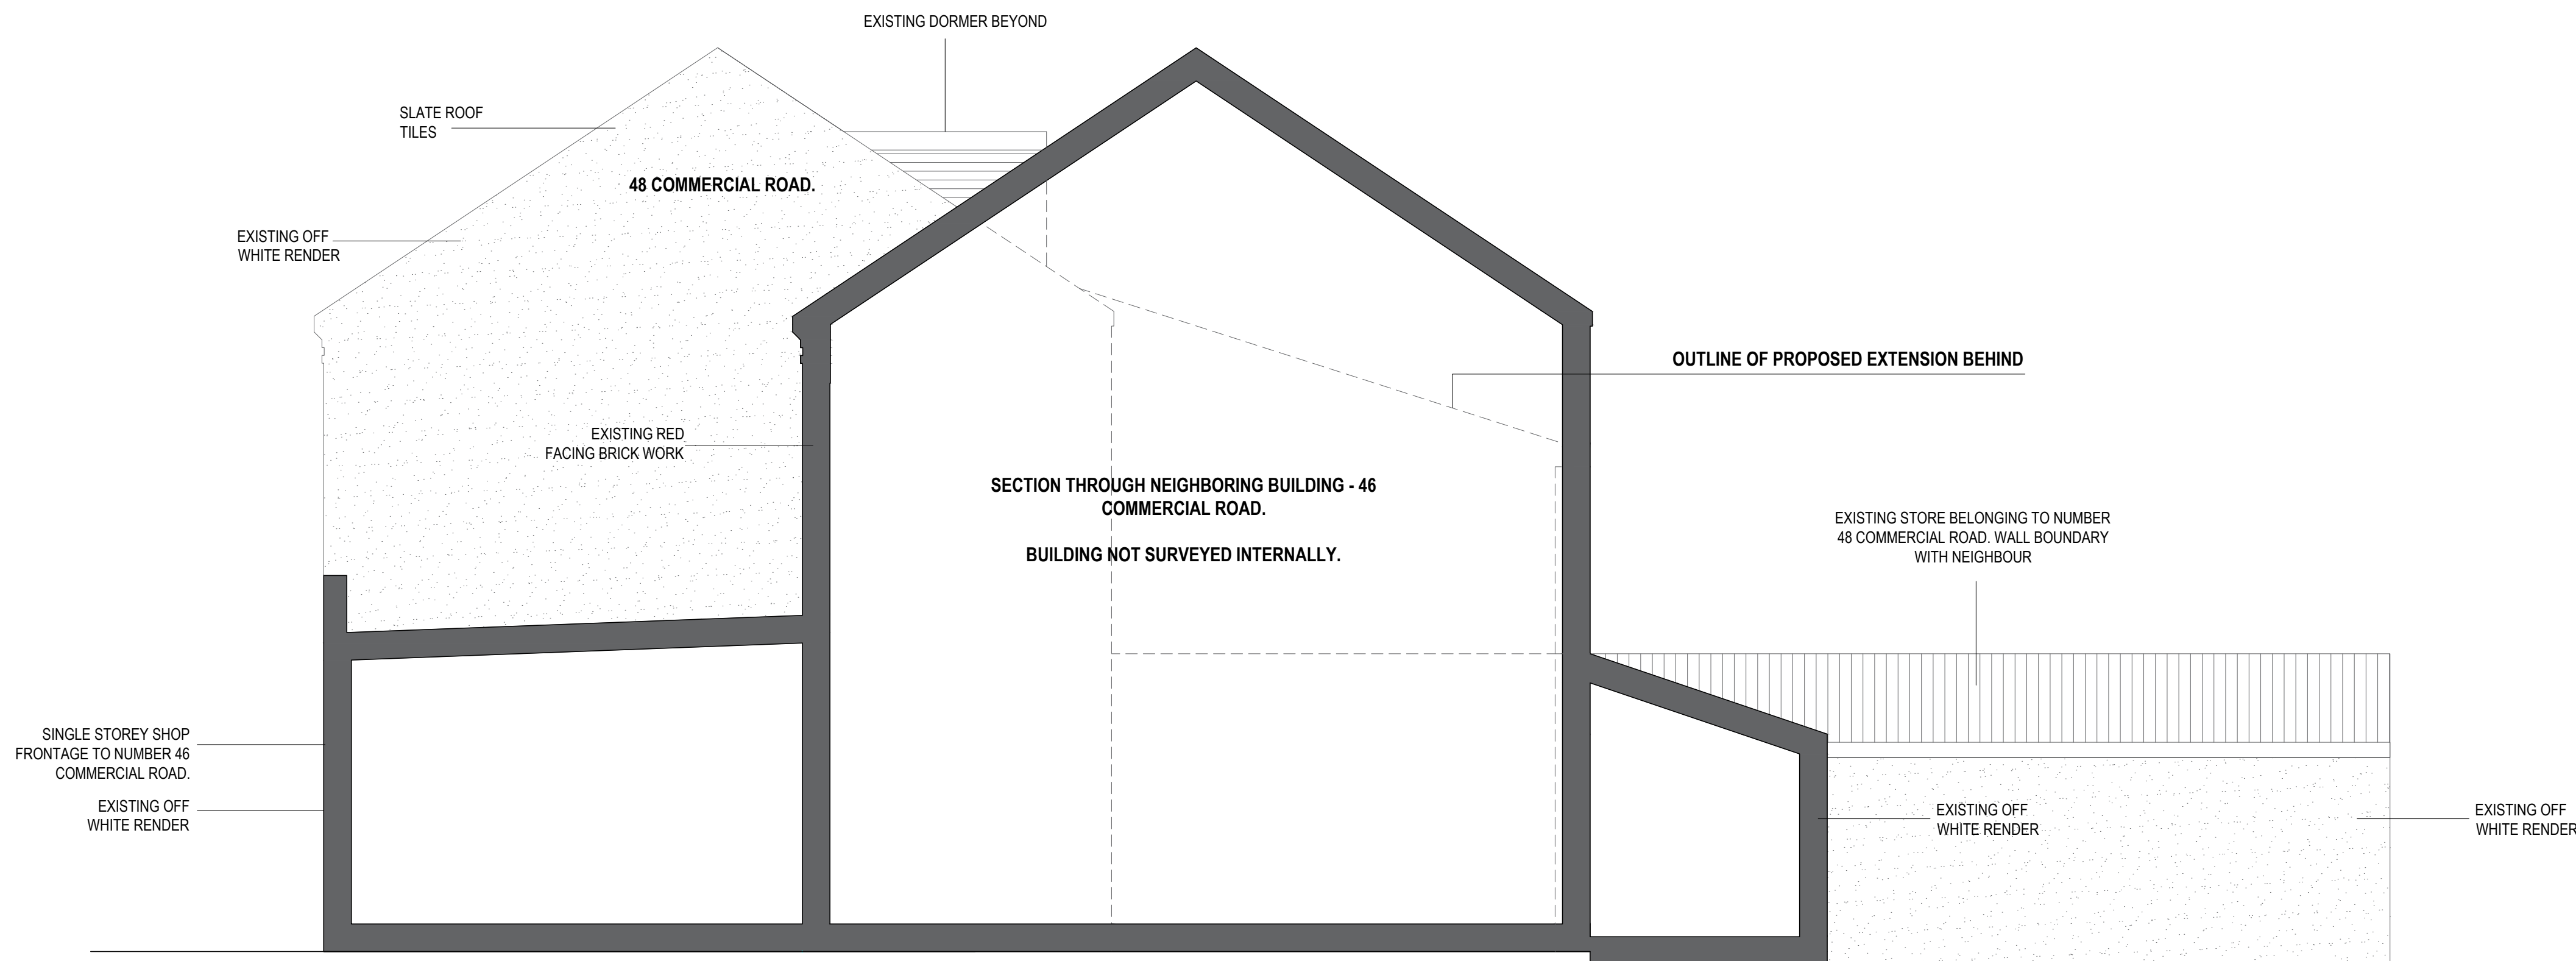 EXISTING DORMER BEYOND
SLATE ROOF
TILES
48 COMMERCIAL ROAD.
EXISTING OFF
WHITE RENDER
OUTLINE OF PROPOSED EXTENSION BEHIND
EXISTING RED
FACING BRICK WORK
SECTION THROUGH NEIGHBORING BUILDING - 46
COMMERCIAL ROAD.
BUILDING NOT SURVEYED INTERNALLY.
EXISTING STORE BELONGING TO NUMBER
48 COMMERCIAL ROAD. WALL BOUNDARY
WITH NEIGHBOUR
SINGLE STOREY SHOP
FRONTAGE TO NUMBER 46
COMMERCIAL ROAD.
EXISTING OFF
WHITE RENDER
EXISTING OFF
WHITE RENDER
EXISTING OFF
WHITE RENDER